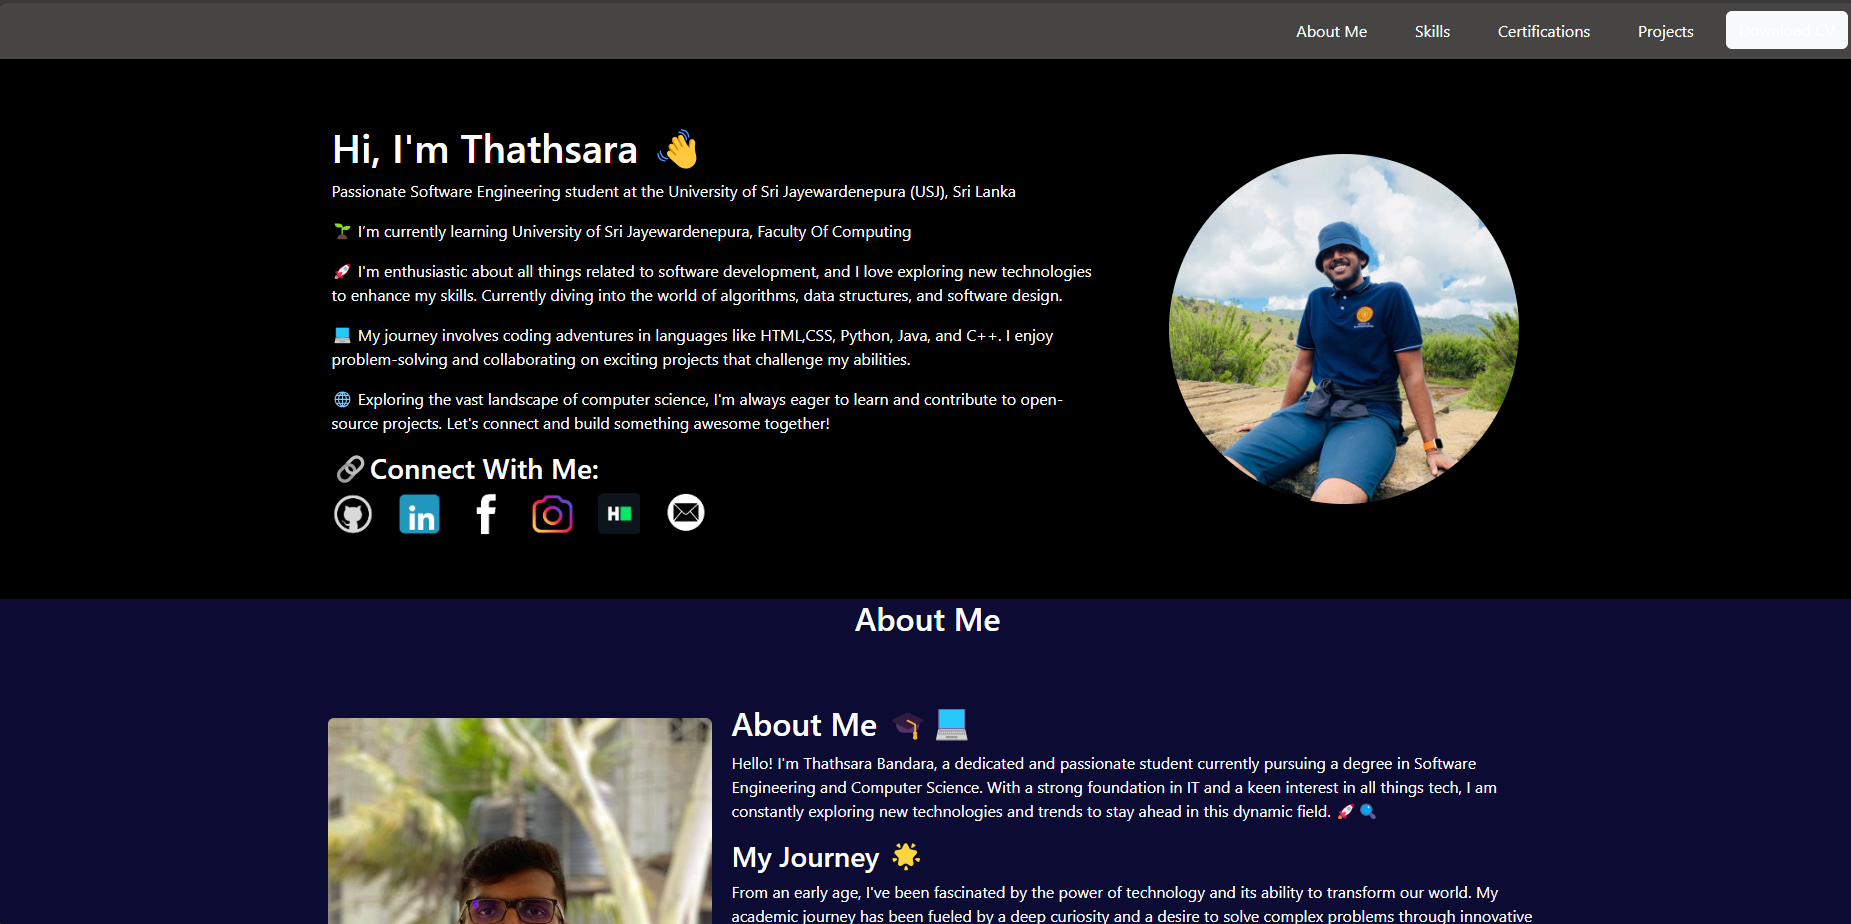 About Me
Skills
Certifications
Projects
Download CV
Hi, I'm Thathsara 👋
Passionate Software Engineering student at the University of Sri Jayewardenepura (USJ), Sri Lanka
🌱 I’m currently learning University of Sri Jayewardenepura, Faculty Of Computing
🚀 I'm enthusiastic about all things related to software development, and I love exploring new technologies
to enhance my skills. Currently diving into the world of algorithms, data structures, and software design.
💻 My journey involves coding adventures in languages like HTML,CSS, Python, Java, and C++. I enjoy
problem-solving and collaborating on exciting projects that challenge my abilities.
🌐 Exploring the vast landscape of computer science, I'm always eager to learn and contribute to open-
source projects. Let's connect and build something awesome together!
🔗Connect With Me:
in
f
H
About Me
About Me 🎓 💻
Hello! I'm Thathsara Bandara, a dedicated and passionate student currently pursuing a degree in Software
Engineering and Computer Science. With a strong foundation in IT and a keen interest in all things tech, I am
constantly exploring new technologies and trends to stay ahead in this dynamic field. 🚀🔍
My Journey 🌟
From an early age, I've been fascinated by the power of technology and its ability to transform our world. My
academic journey has been fueled by a deep curiosity and a desire to solve complex problems through innovative